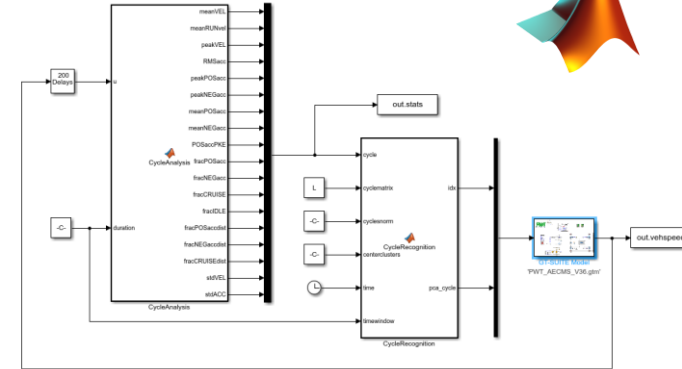 200
Delays
u
duration
-C-
meanVEL
meanRUNvel
peakVEL
RMSacc
peakPOSacc
peakNEGacc
meanPOSacc
meanNEGacc
POSaccPKE
fracPOSacc
fracNEGacc
fracCRUISE
fracIDLE
fracPOSaccdist
fracNEGaccdist
fracCRUISEdist
stdVEL
stdACC
CycleAnalysis
CycleAnalysis
out.stats
L
-C-
-C-
cycle
cyclematrix
cyclesnorm
centerclusters
time
timewindow
idx
pca_cycle
CycleRecognition
CycleRecognition
GT-SUITE Model
'PWT_AECMS_V36.gtm'
out.vehspeed